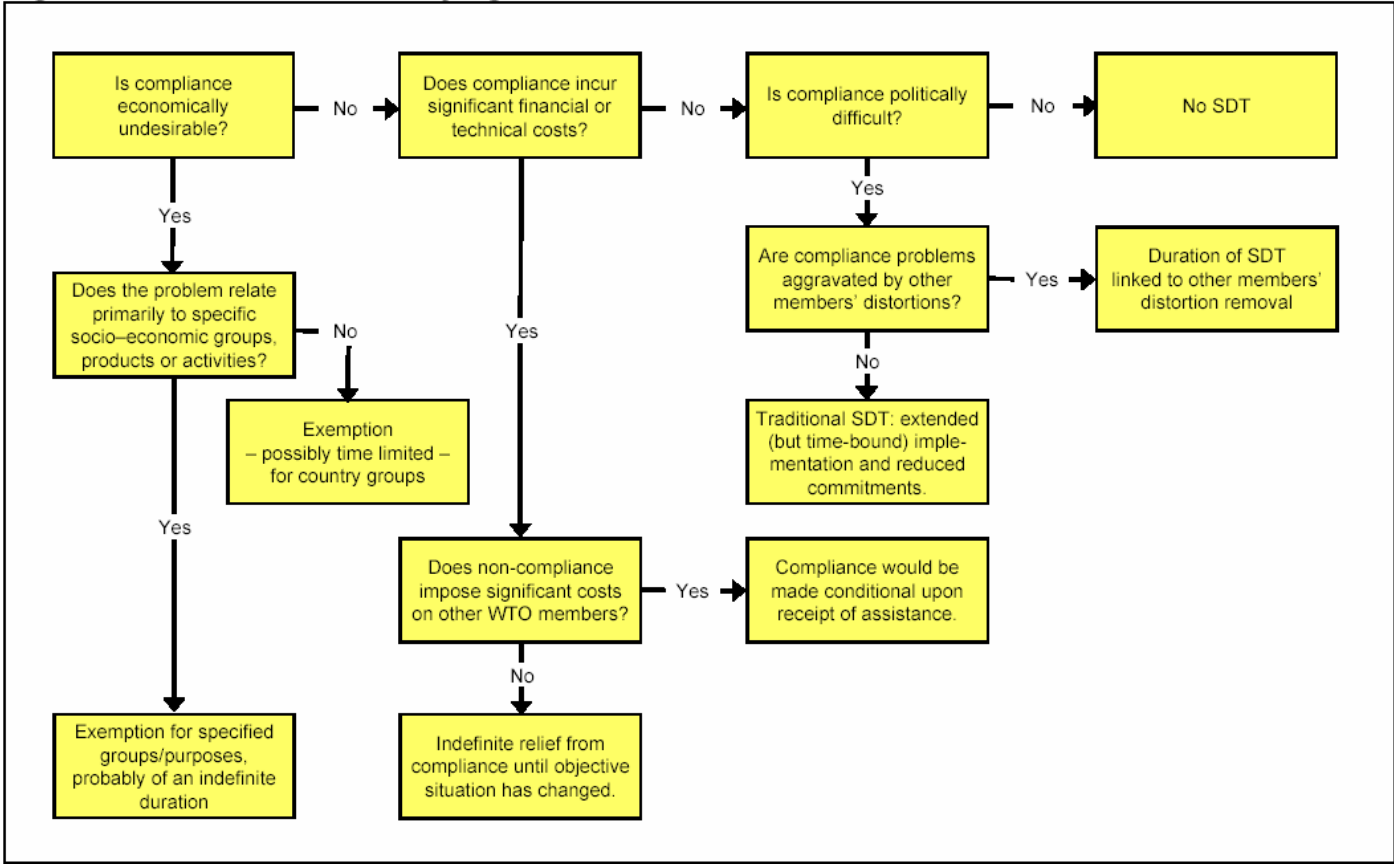 Is compliance
economically
undesirable?
No
Does compliance incur
significant financial or
technical costs?
No
Is compliance politically
difficult?
No
No SDT
Yes
Yes
Are compliance problems
aggravated by other
members' distortions?
Yes
Duration of SDT
linked to other members'
distortion removal
Does the problem relate
primarily to specific
socio–economic groups,
products or activities?
No
Yes
No
Exemption
– possibly time limited –
for country groups
Traditional SDT: extended
(but time-bound) imple-
mentation and reduced
commitments.
Yes
Does non-compliance
impose significant costs
on other WTO members?
Yes
Compliance would be
made conditional upon
receipt of assistance.
No
Exemption for specified
groups/purposes,
probably of an indefinite
duration
Indefinite relief from
compliance until objective
situation has changed.